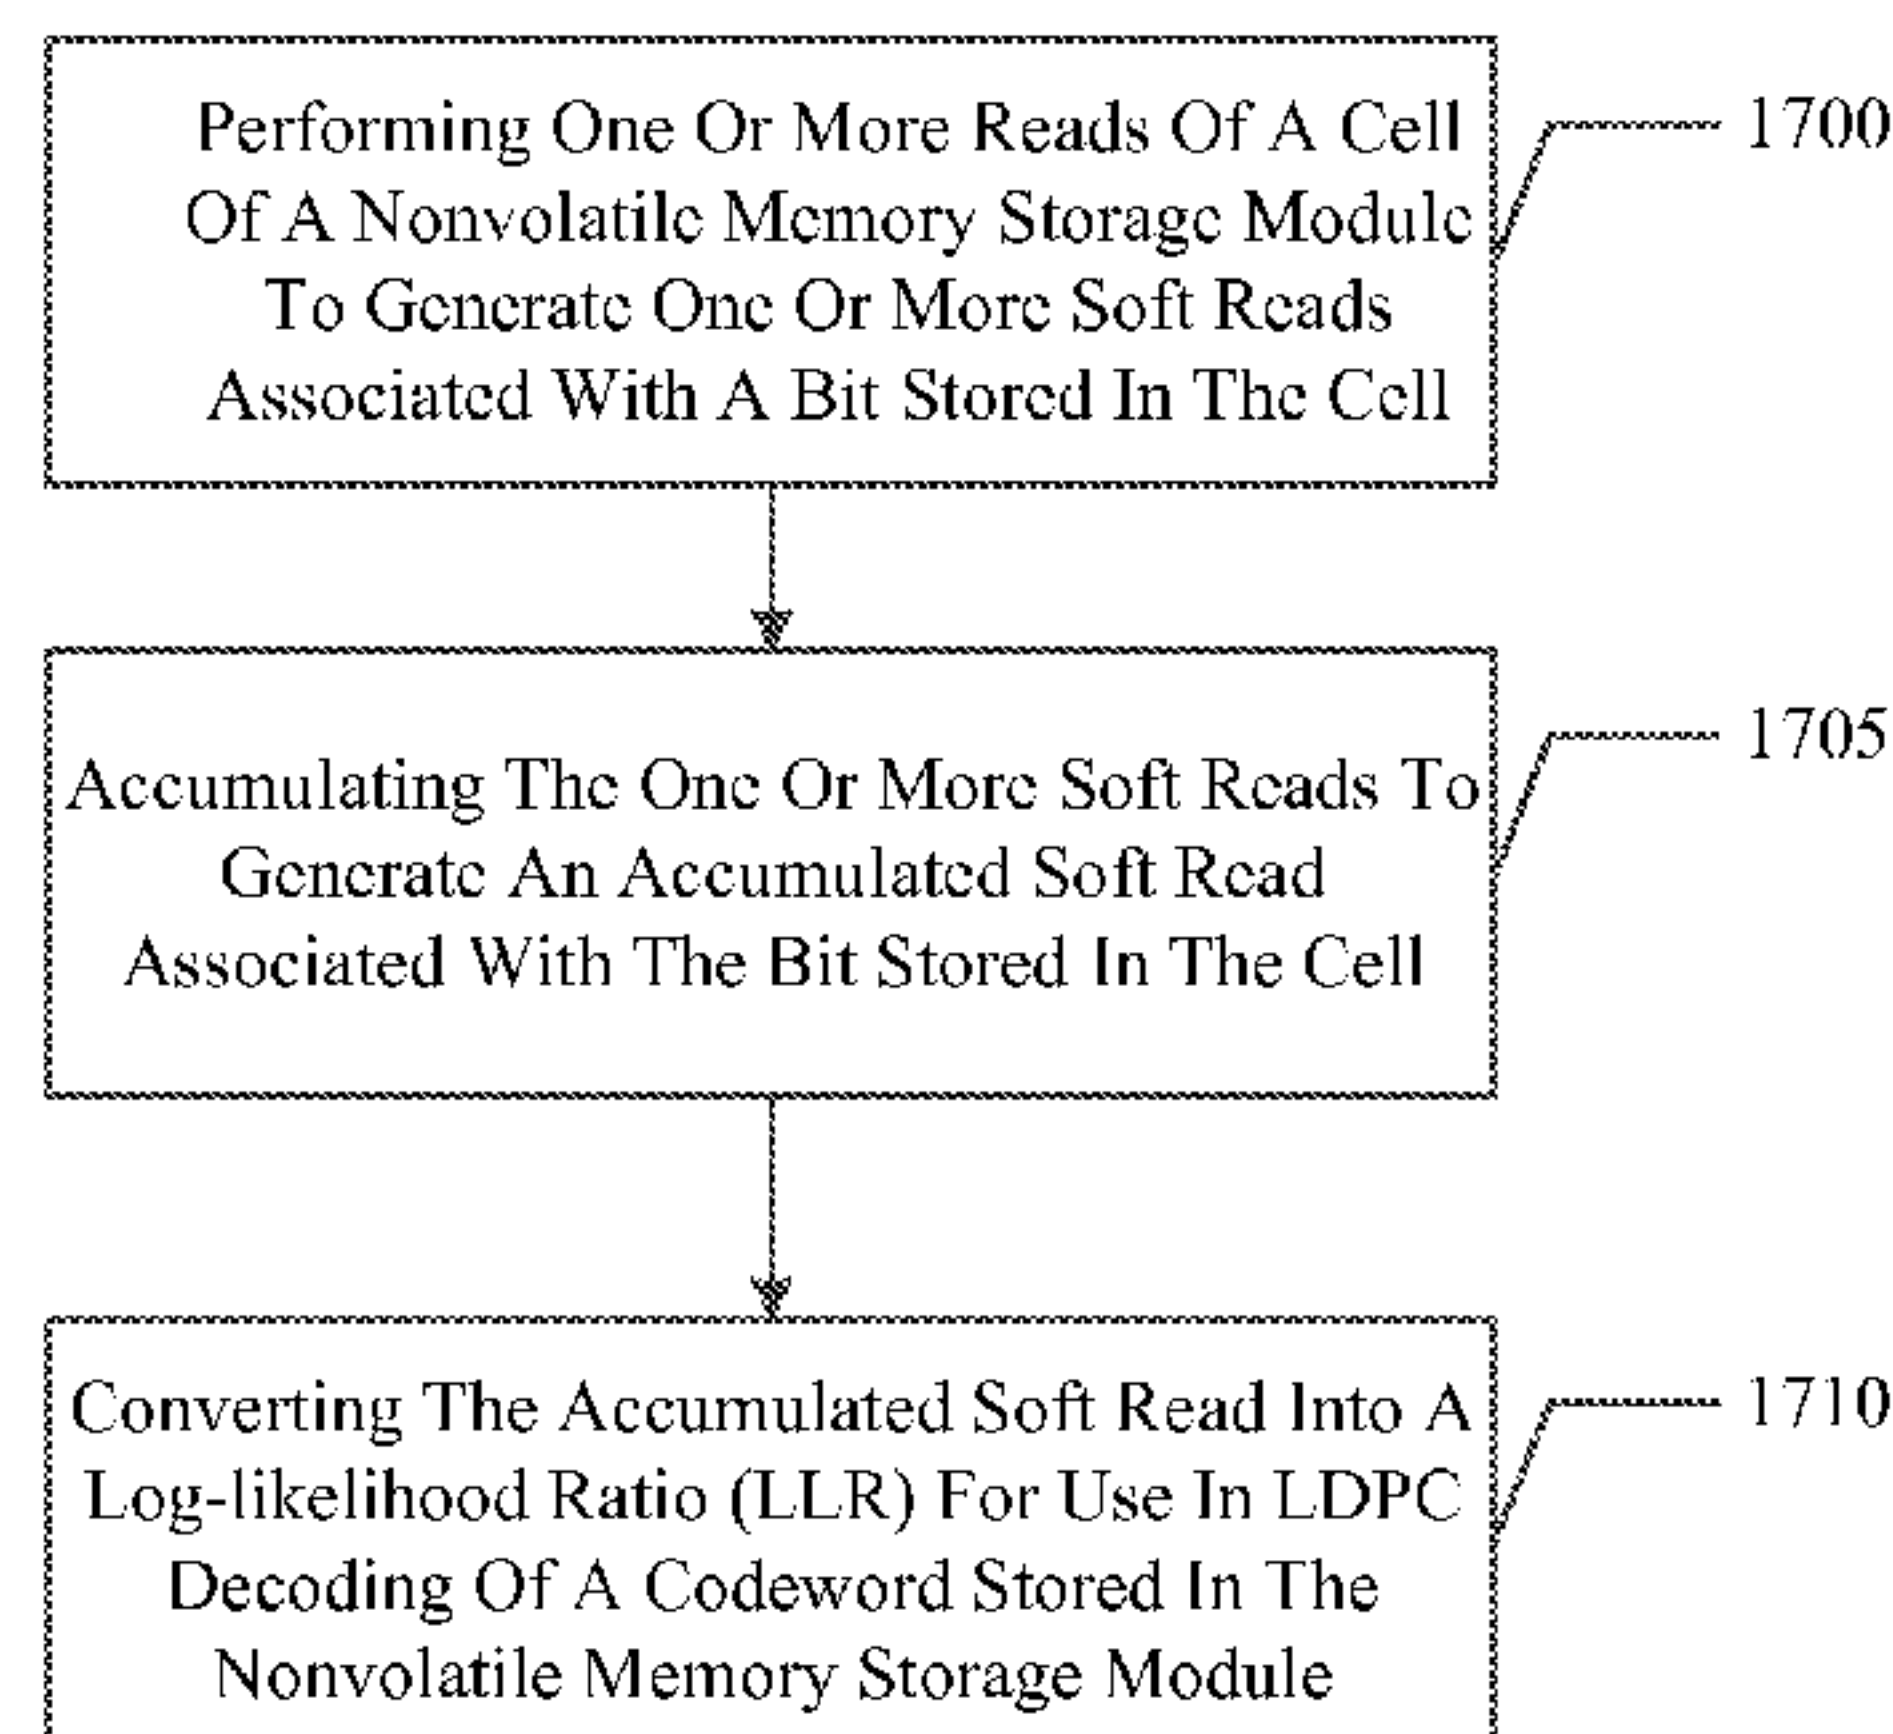 Performing One Or More Reads Of A Cell
Of A Nonvolatile Memory Storage Module
To Generate One Or More Soft Reads
Associated With A Bit Stored In The Cell
1700
Accumulating The One Or More Soft Reads To
Generate An Accumulated Soft Read
Associated With The Bit Stored In The Cell
1705
Converting The Accumulated Soft Read Into A
Log-likelihood Ratio (LLR) For Use In LDPC
Decoding Of A Codeword Stored In The
Nonvolatile Memory Storage Module
1710